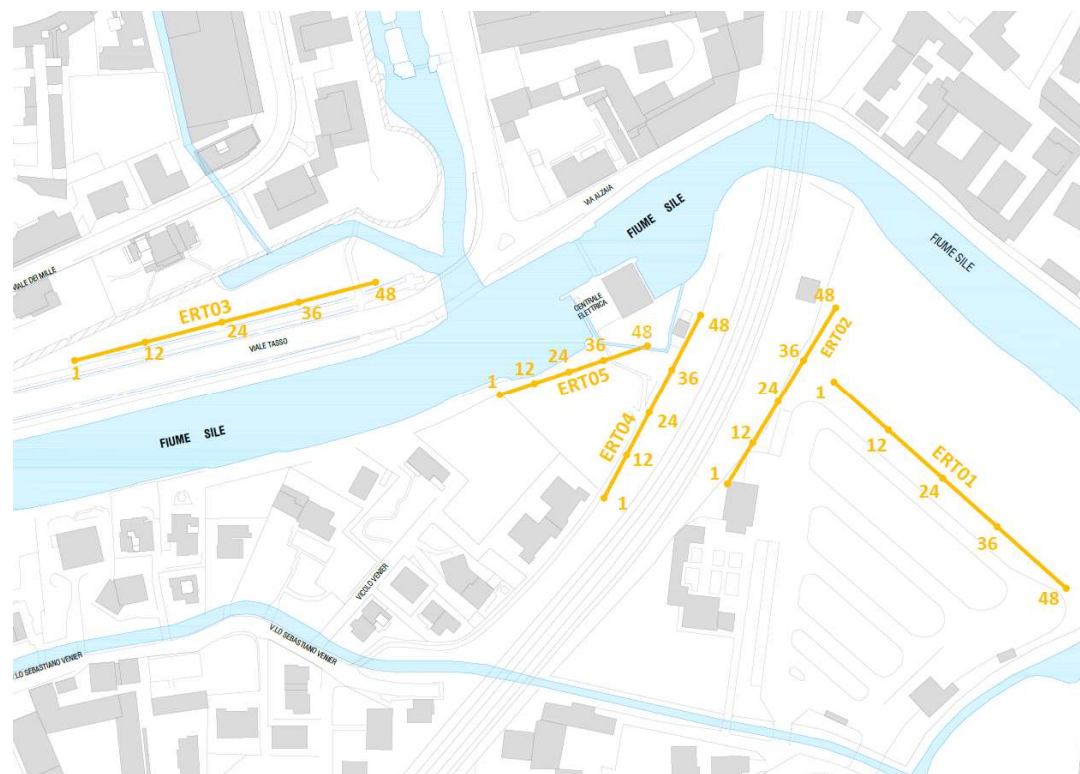 VIA ALZAIA
FIUME SILE
FIUME SILE
VIALE DEI MILLE
CENTRALE
ELETTRICA
ERT03
1
12
24
36
48
VIALE TASSO
FIUME SILE
ERT05
1
12
24
36
48
ERT04
1
12
24
36
48
ERT02
1
12
24
36
48
ERT01
1
12
24
36
48
VICOLO VENIER
V.LO SEBASTIANO VENIER
V.LO SEBASTIANO VENIER